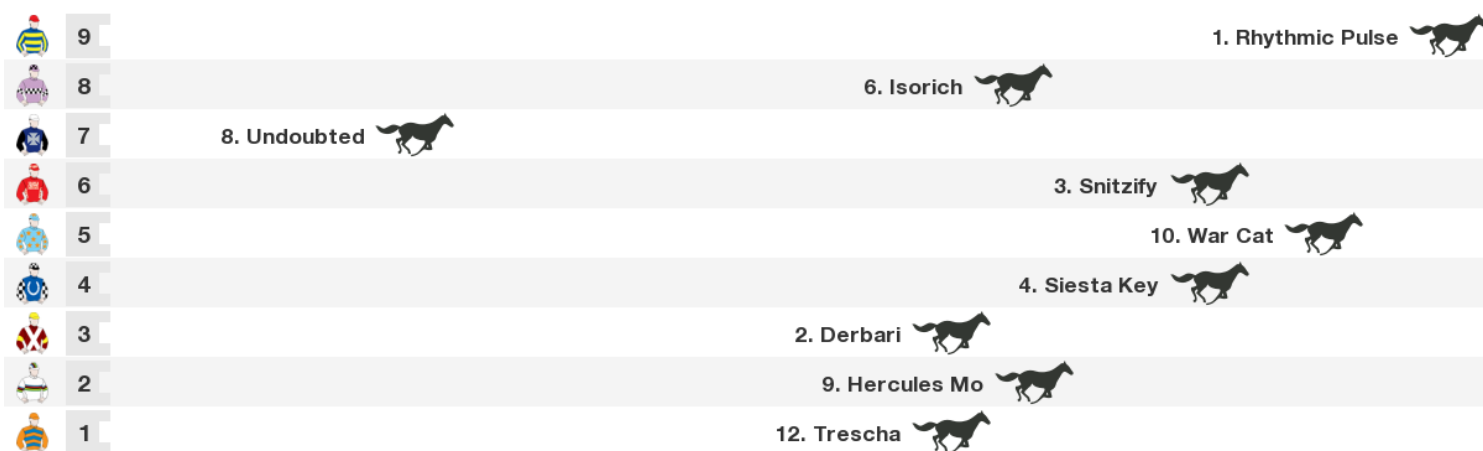 9 1. Rhythmic Pulse
8 6. Isorich
7 8. Undoubted
6 3. Snitzify
5 10. War Cat
4 4. Siesta Key
3 2. Derbari
2 9. Hercules Mo
1 12. Trescha